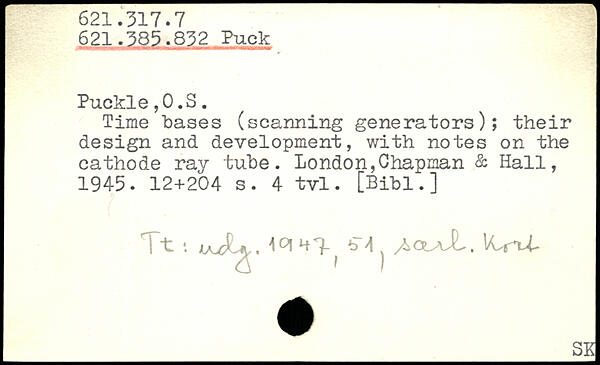 621.317.7
621.385.832 Puck
Puckle,O.S.
Time bases (scanning generators); their
design and development, with notes on the
cathode ray tube. London,Chapman & Hall,
1945. 12+204 s. 4 tvl. [Bibl.]
Tt: udg. 1947, 51, særl. Kort
SK